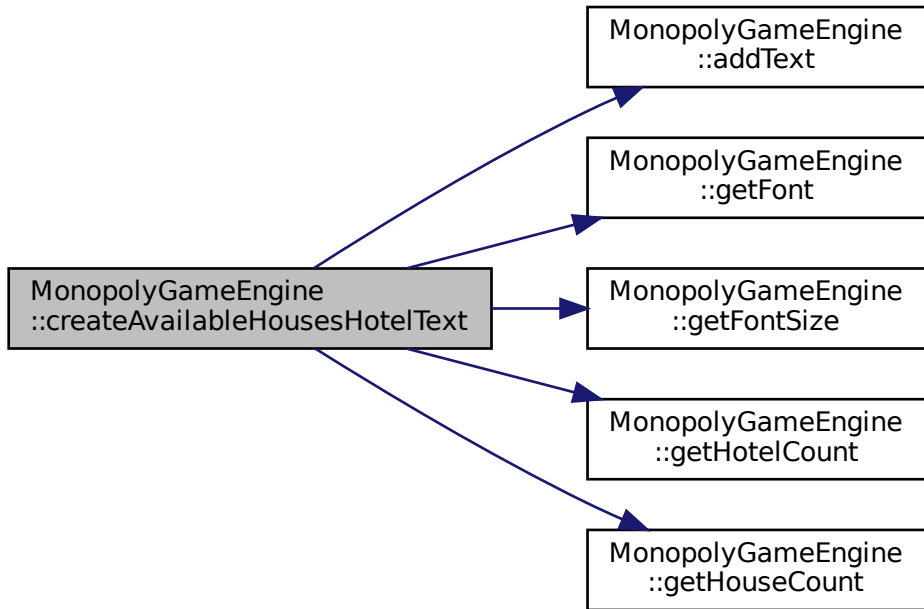 MonopolyGameEngine
::addText
MonopolyGameEngine
::getFont
MonopolyGameEngine
::createAvailableHousesHotelText
MonopolyGameEngine
::getFontSize
MonopolyGameEngine
::getHotelCount
MonopolyGameEngine
::getHouseCount